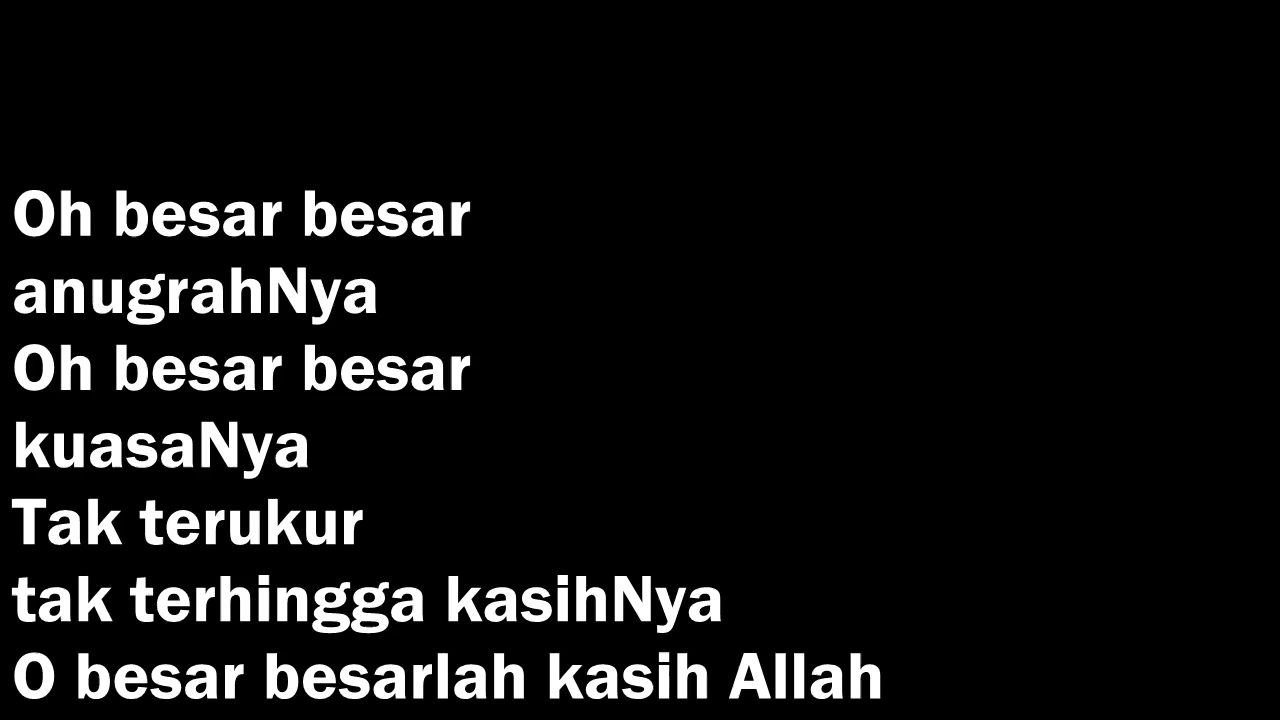 Oh besar besar
anugrahNya
Oh besar besar
kuasaNya
Tak terukur
tak terhingga kasihNya
O besar besarlah kasih Allah